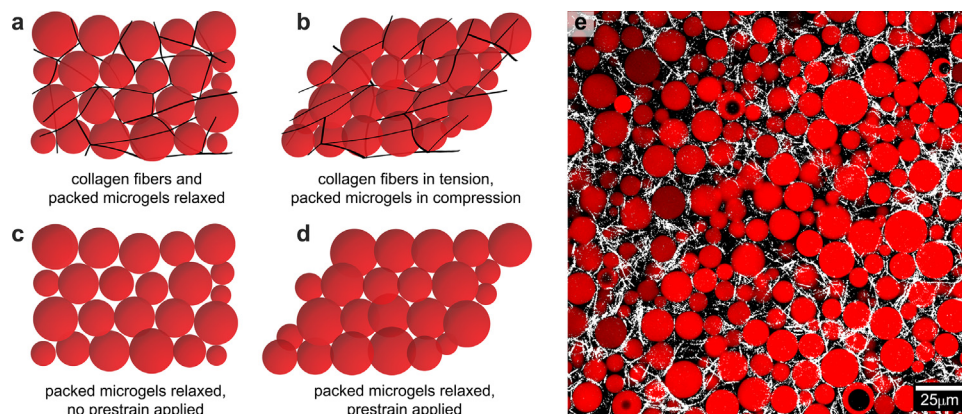 a
b
collagen fibers and
packed microgels relaxed
collagen fibers in tension,
packed microgels in compression
c
d
packed microgels relaxed,
no prestrain applied
packed microgels relaxed,
prestrain applied
e
25μm